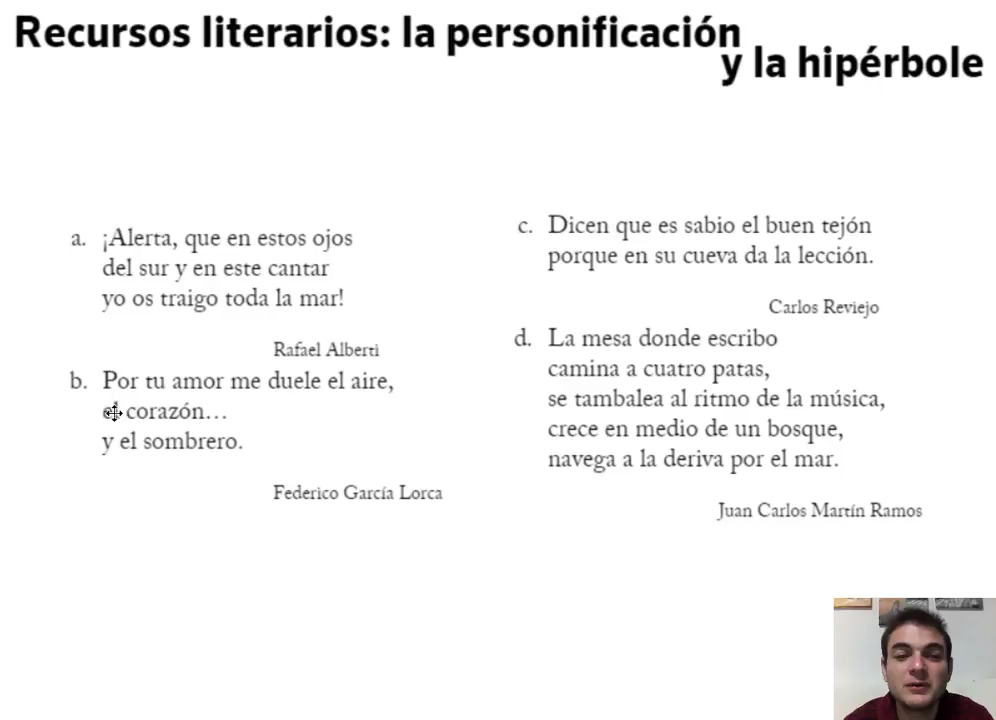 Recursos literarios: la personificación
y la hipérbole
a. ¡Alerta, que en estos ojos
del sur y en este cantar
yo os traigo toda la mar!
Rafael Alberti
b. Por tu amor me duele el aire,
el corazón...
y el sombrero.
Federico García Lorca
c. Dicen que es sabio el buen tejón
porque en su cueva da la lección.
Carlos Reviejo
d. La mesa donde escribo
camina a cuatro patas,
se tambalea al ritmo de la música,
crece en medio de un bosque,
navega a la deriva por el mar.
Juan Carlos Martín Ramos